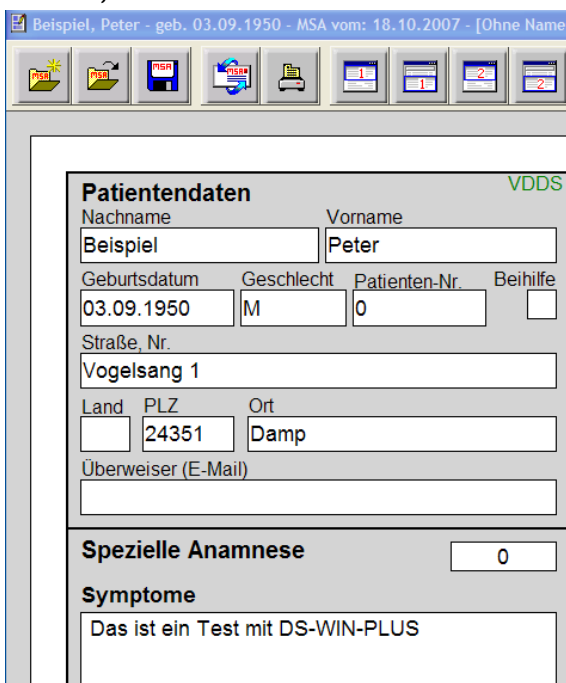 Beispiel, Peter - geb. 03.09.1950 - MSA vom: 18.10.2007 - [Ohne Name
MSA MSA MSA MSA 1 1 2 2
VDDS
Patientendaten
Nachname Vorname
Beispiel Peter
Geburtsdatum Geschlecht Patienten-Nr. Beihilfe
03.09.1950 M 0
Straße, Nr.
Vogelsang 1
Land PLZ Ort
24351 Damp
Überweiser (E-Mail)
Spezielle Anamnese 0
Symptome
Das ist ein Test mit DS-WIN-PLUS